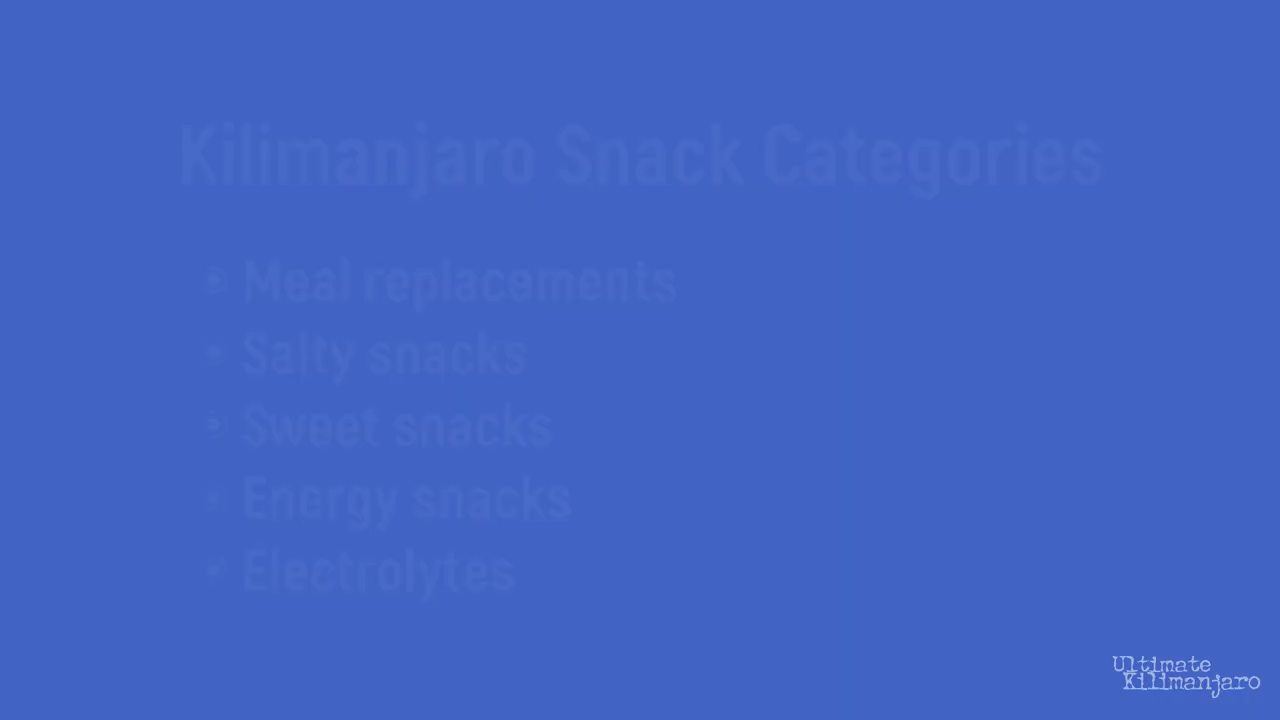 Kilimanjaro Snack Categories
• Meal replacements
• Salty snacks
• Sweet snacks
• Energy snacks
• Electrolytes
Ultimate
Kilimanjaro